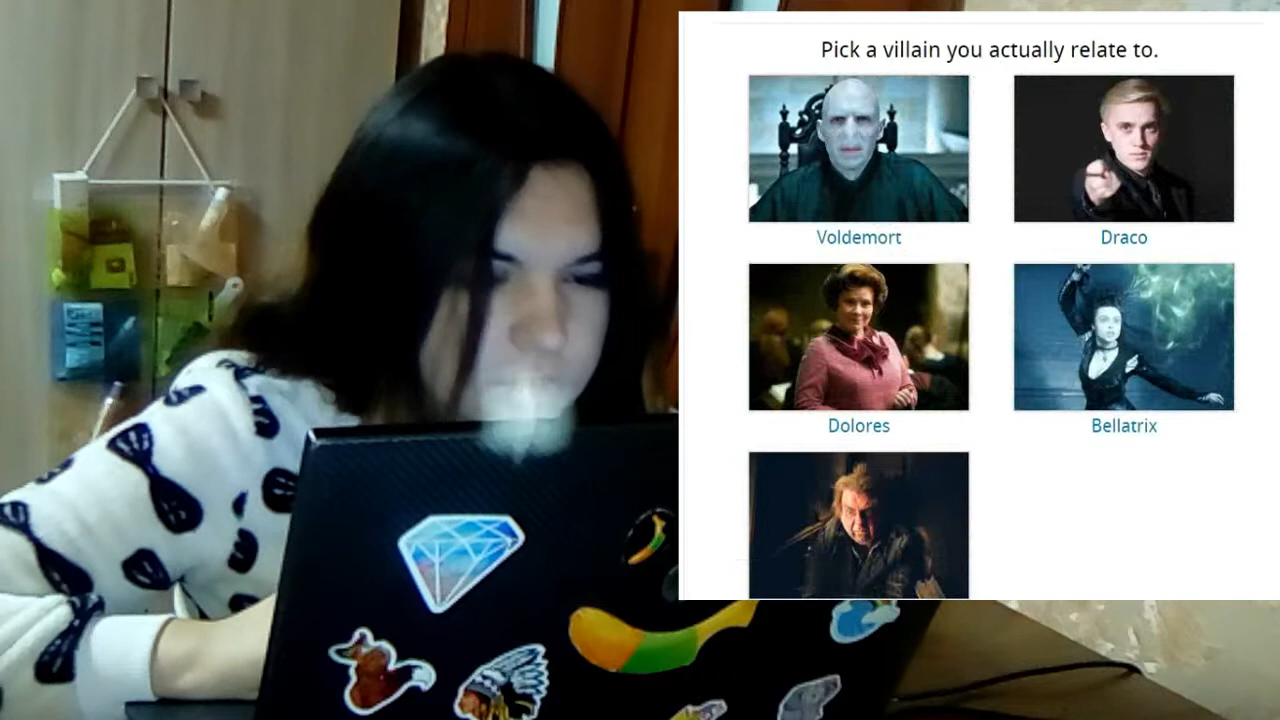 Pick a villain you actually relate to.
Voldemort
Draco
Dolores
Bellatrix